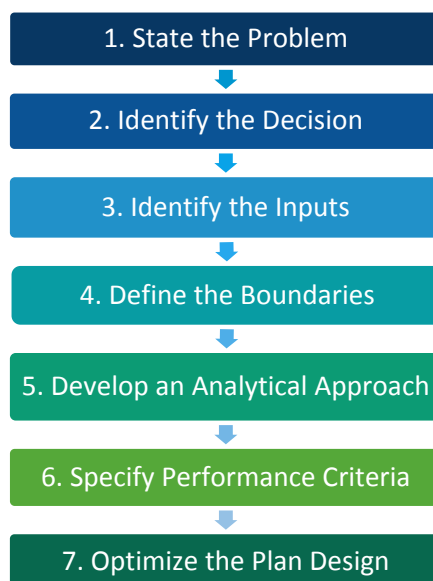 1. State the Problem
2. Identify the Decision
3. Identify the Inputs
4. Define the Boundaries
5. Develop an Analytical Approach
6. Specify Performance Criteria
7. Optimize the Plan Design